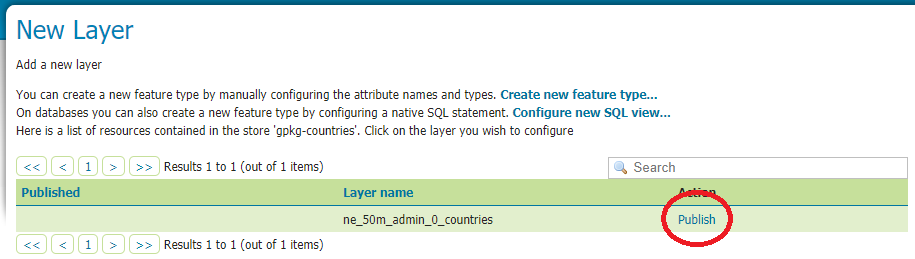 New Layer
Add a new layer
You can create a new feature type by manually configuring the attribute names and types. Create new feature type...
On databases you can also create a new feature type by configuring a native SQL statement. Configure new SQL view...
Here is a list of resources contained in the store 'gpkg-countries'. Click on the layer you wish to configure
<< < 1 > >> Results 1 to 1 (out of 1 items) Search
Published Layer name Action
ne_50m_admin_0_countries Publish
<< < 1 > >> Results 1 to 1 (out of 1 items)